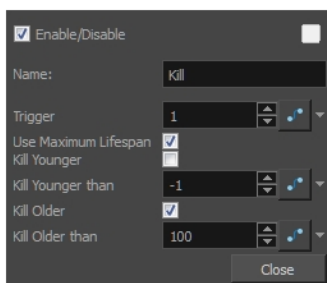 Enable/Disable
Name: Kill
Trigger 1
Use Maximum Lifespan
Kill Younger
Kill Younger than -1
Kill Older
Kill Older than 100
Close